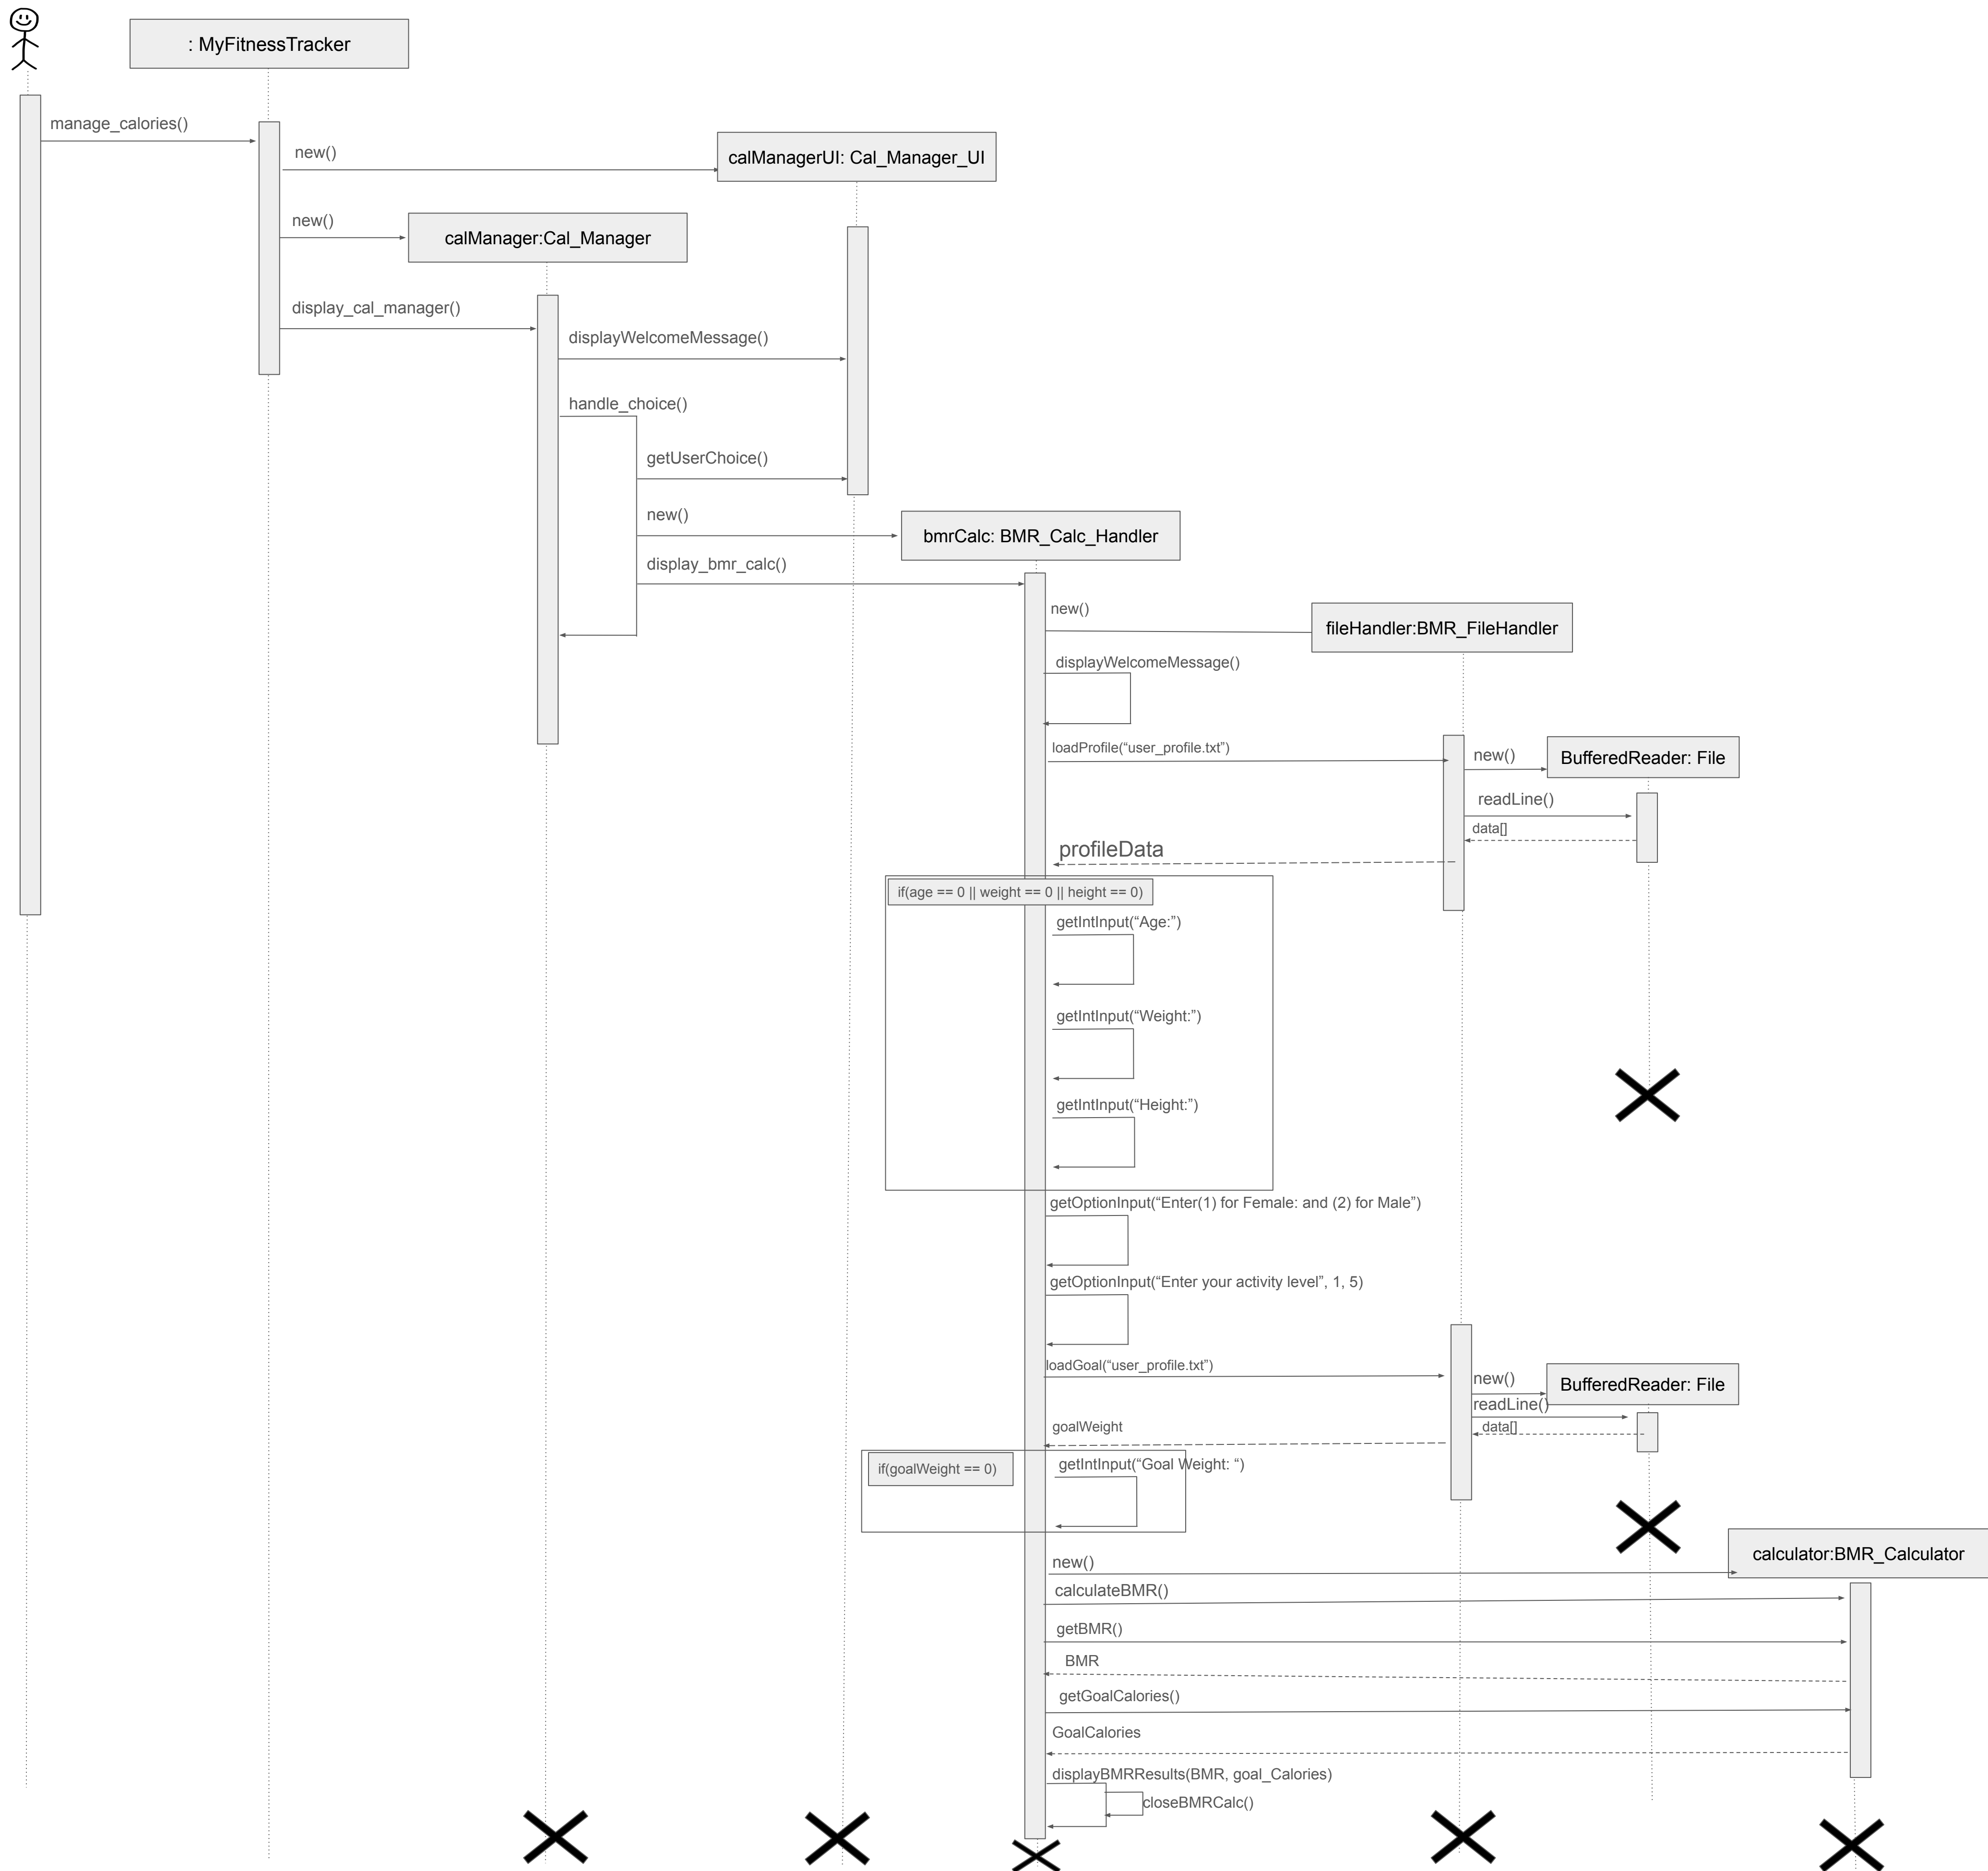 : MyFitnessTracker
manage_calories()
new()
calManagerUI: Cal_Manager_UI
new()
calManager:Cal_Manager
display_cal_manager()
displayWelcomeMessage()
handle_choice()
getUserChoice()
new()
bmrCalc: BMR_Calc_Handler
display_bmr_calc()
new()
fileHandler:BMR_FileHandler
displayWelcomeMessage()
loadProfile(“user_profile.txt”)
new()
BufferedReader: File
readLine()
data[]
profileData
if(age == 0 || weight == 0 || height == 0)
getIntInput(“Age:”)
getIntInput(“Weight:”)
getIntInput(“Height:”)
getOptionInput(“Enter(1) for Female: and (2) for Male”)
getOptionInput(“Enter your activity level”, 1, 5)
loadGoal(“user_profile.txt”)
new()
BufferedReader: File
readLine()
data[]
goalWeight
if(goalWeight == 0)
getIntInput(“Goal Weight: “)
new()
calculator:BMR_Calculator
calculateBMR()
getBMR()
BMR
getGoalCalories()
GoalCalories
displayBMRResults(BMR, goal_Calories)
closeBMRCalc()